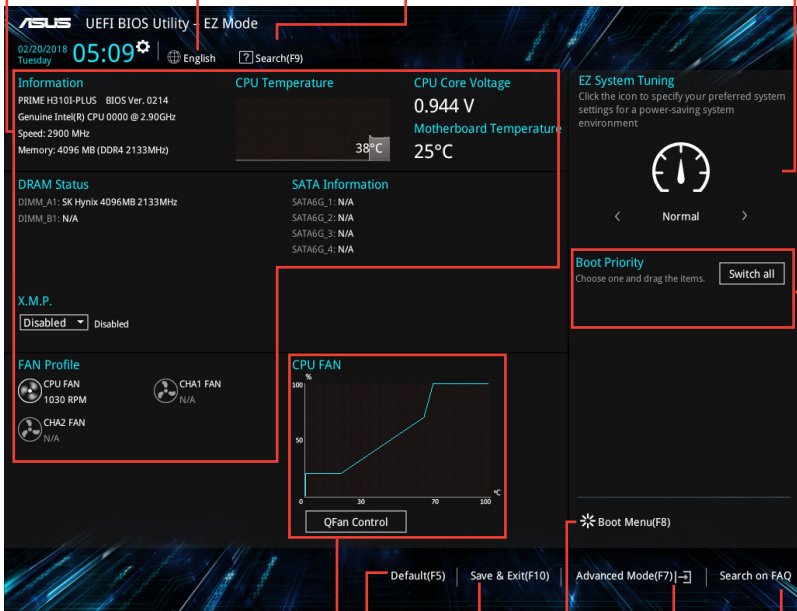 ASUS UEFI BIOS Utility – EZ Mode
02/20/2018
Tuesday
05:09
English
? Search(F9)
Information
PRIME H310I-PLUS BIOS Ver. 0214
Genuine Intel(R) CPU 0000 @ 2.90GHz
Speed: 2900 MHz
Memory: 4096 MB (DDR4 2133MHz)
CPU Temperature
38°C
CPU Core Voltage
0.944 V
Motherboard Temperature
25°C
EZ System Tuning
Click the icon to specify your preferred system
settings for a power-saving system
environment
< Normal >
DRAM Status
DIMM_A1: SK Hynix 4096MB 2133MHz
DIMM_B1: N/A
SATA Information
SATA6G_1: N/A
SATA6G_2: N/A
SATA6G_3: N/A
SATA6G_4: N/A
Boot Priority
Choose one and drag the items.
Switch all
X.M.P.
Disabled Disabled
FAN Profile
CPU FAN
1030 RPM
CHA1 FAN
N/A
CHA2 FAN
N/A
CPU FAN
%
100
50
°C
0 30 70 100
QFan Control
Boot Menu(F8)
Default(F5) | Save & Exit(F10) | Advanced Mode(F7) | Search on FAQ